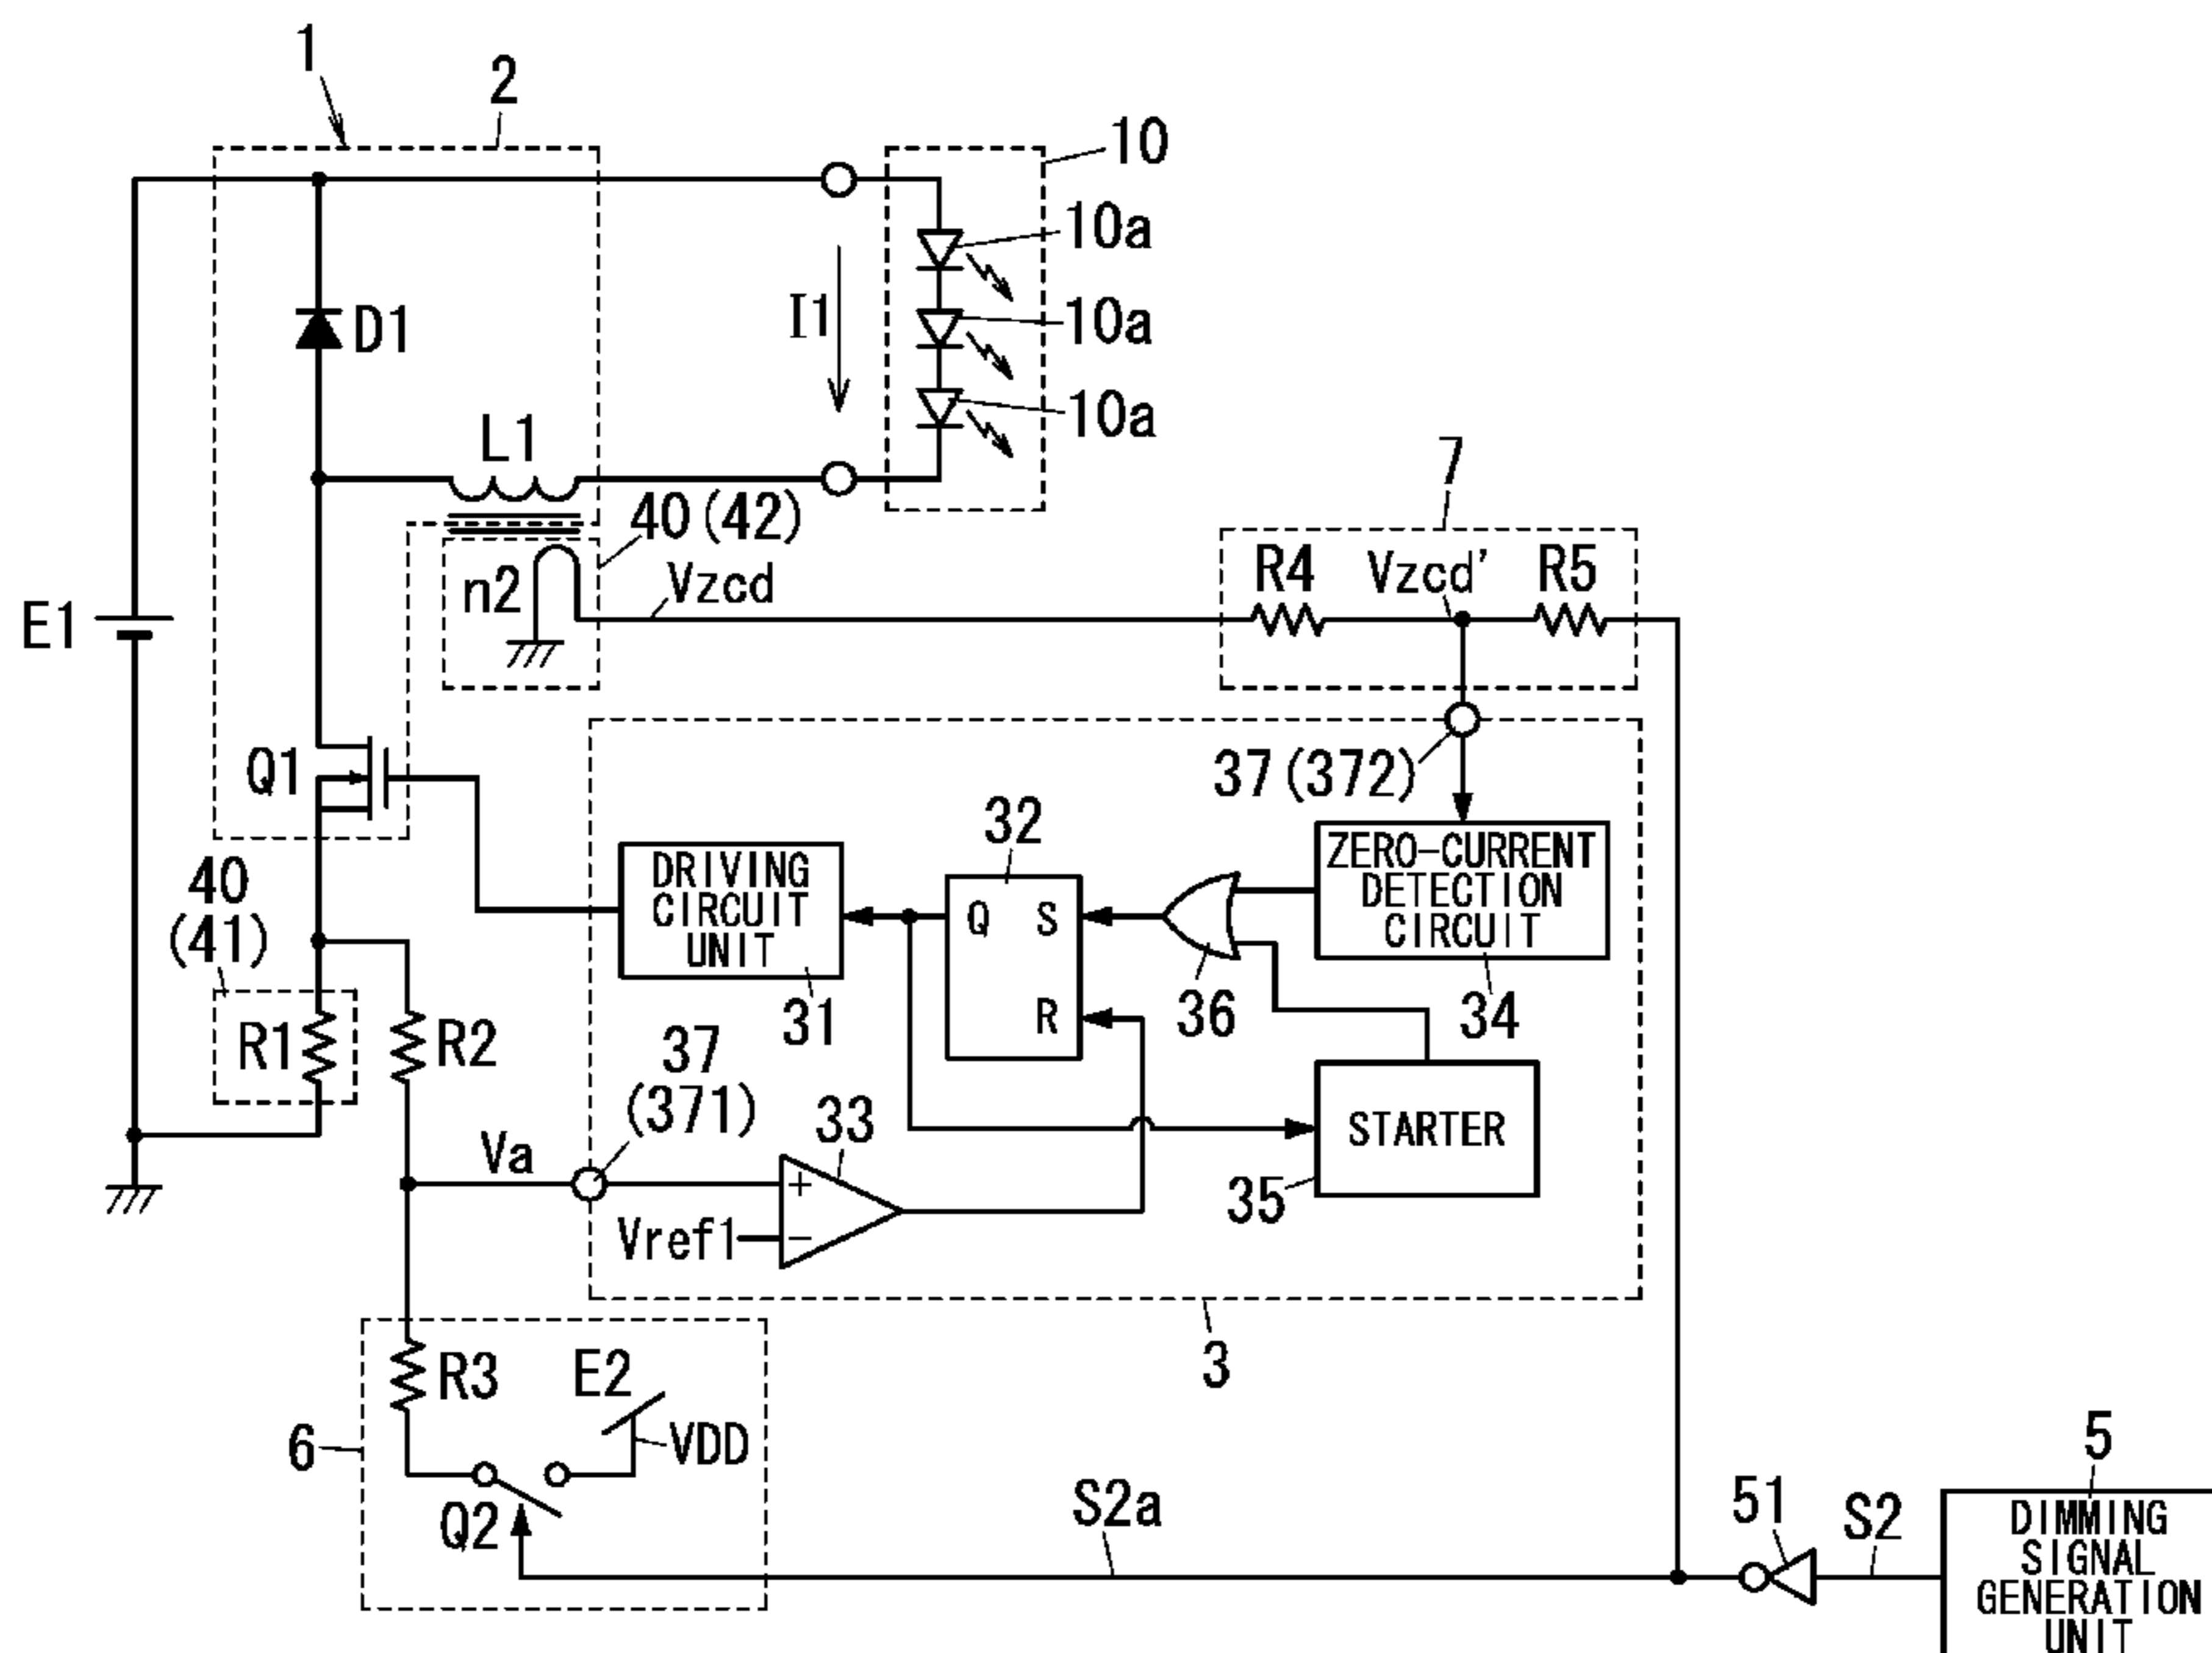 1
2
10
10a
D1
I1
10a
10a
L1
7
40(42)
R4
Vzcd'
R5
n2
Vzcd
E1
Q1
37(372)
32
ZERO-CURRENT
DETECTION
CIRCUIT
DRIVING
CIRCUIT
UNIT
Q
S
40
(41)
36
34
31
R
R1
R2
37
(371)
33
STARTER
Va
+
35
Vref1
−
3
R3
E2
6
VDD
5
Q2
S2a
51
S2
DIMMING
SIGNAL
GENERATION
UNIT